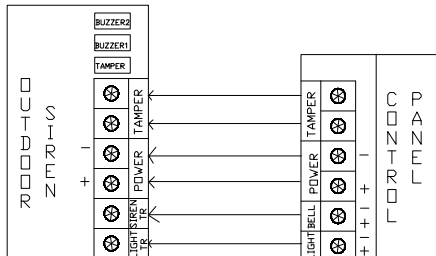 BUZZER2
BUZZER1
TAMPER
OUTDOOR
SIREN
TAMPER
-
POWER
+
SIREN
TR
LIGHT
TR
TAMPER
POWER
-
+
BELL
-
+
LIGHT
-
+
CONTROL
PANEL